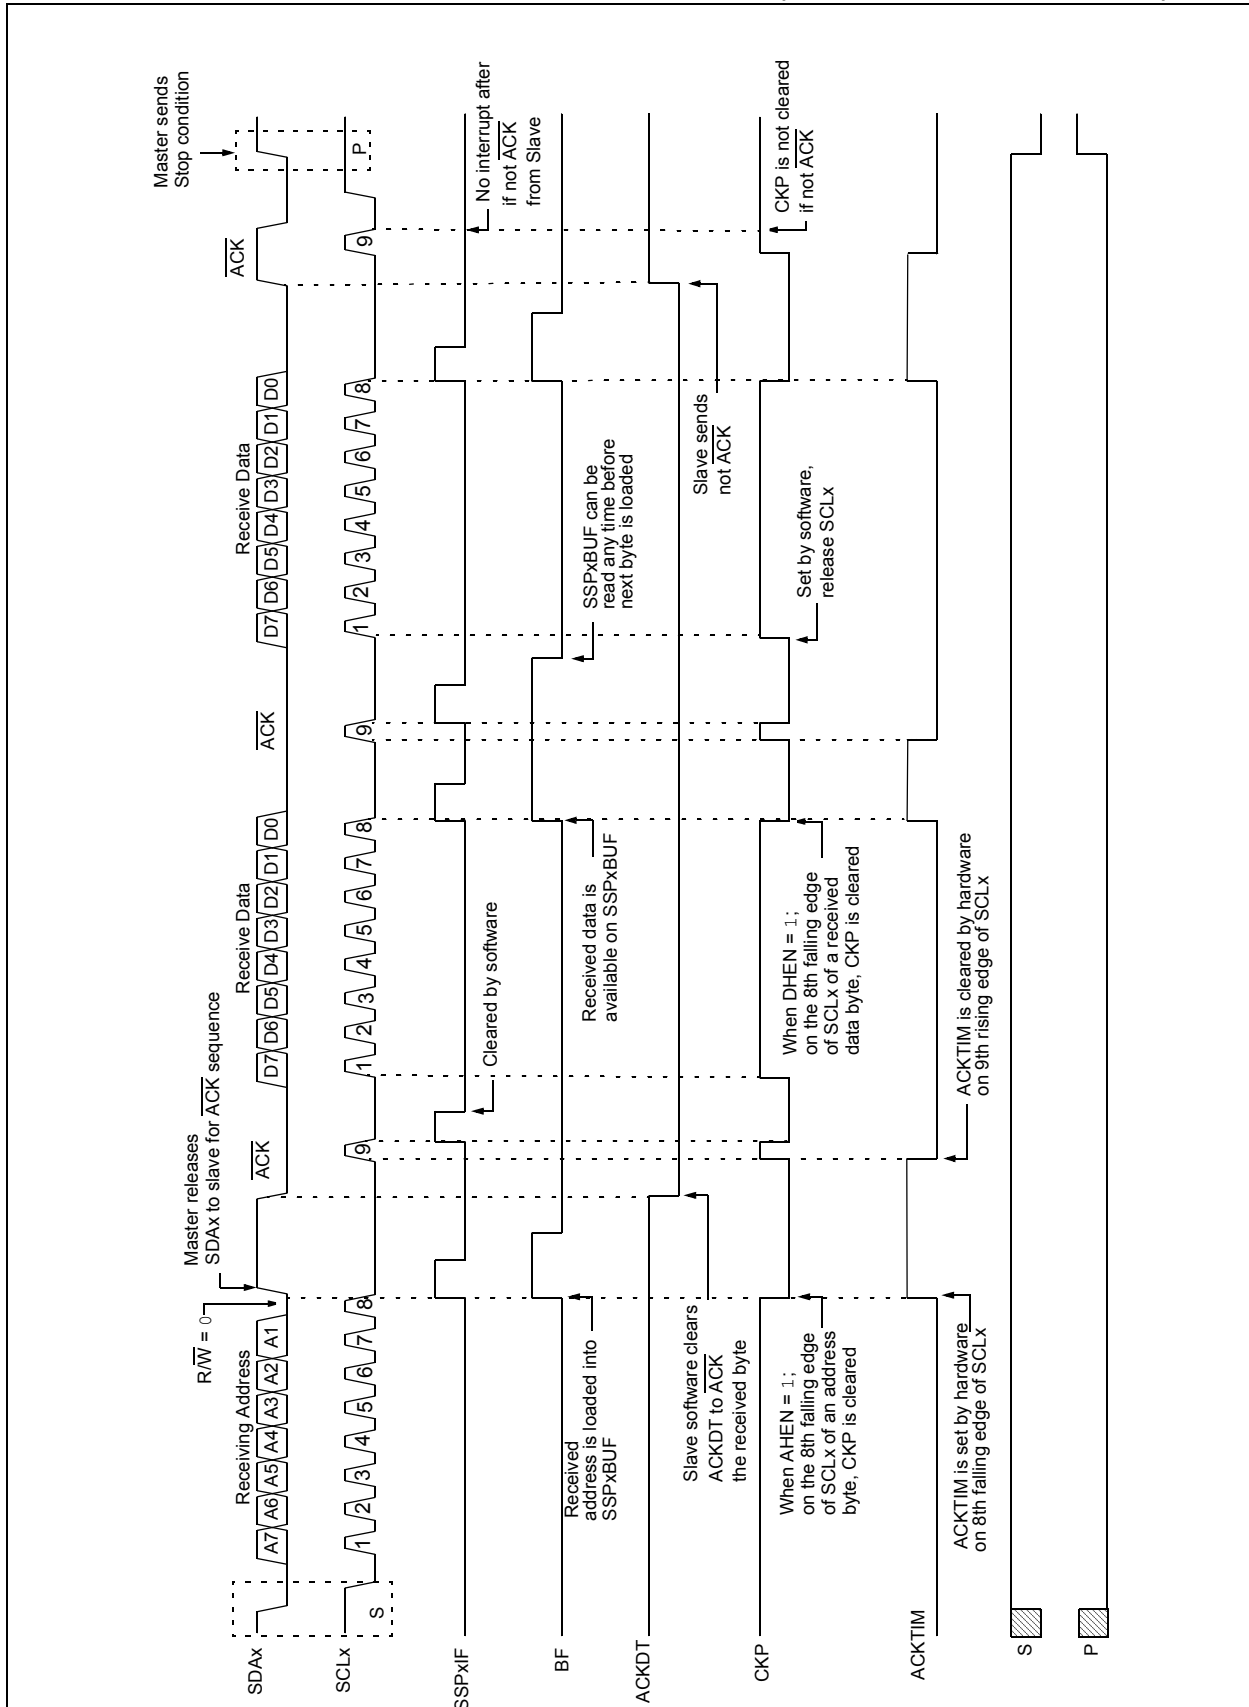 Master sends
Stop condition
Master releases
SDAx to slave for ACK sequence
R/W = 0
Receiving Address
Receive Data
Receive Data
ACK
ACK
ACK
SDAx
A7 A6 A5 A4 A3 A2 A1
D7 D6 D5 D4 D3 D2 D1 D0
D7 D6 D5 D4 D3 D2 D1 D0
SCLx
S
1 2 3 4 5 6 7 8 9
1 2 3 4 5 6 7 8 9
1 2 3 4 5 6 7 8 9
P
SSPxIF
Cleared by software
No interrupt after
if not ACK
from Slave
BF
Received
address is loaded into
SSPxBUF
Received data is
available on SSPxBUF
SSPxBUF can be
read any time before
next byte is loaded
ACKDT
Slave software clears
ACKDT to ACK
the received byte
Slave sends
not ACK
CKP
When AHEN = 1;
on the 8th falling edge
of SCLx of an address
byte, CKP is cleared
When DHEN = 1;
on the 8th falling edge
of SCLx of a received
data byte, CKP is cleared
Set by software,
release SCLx
CKP is not cleared
if not ACK
ACKTIM
ACKTIM is set by hardware
on 8th falling edge of SCLx
ACKTIM is cleared by hardware
on 9th rising edge of SCLx
S
P